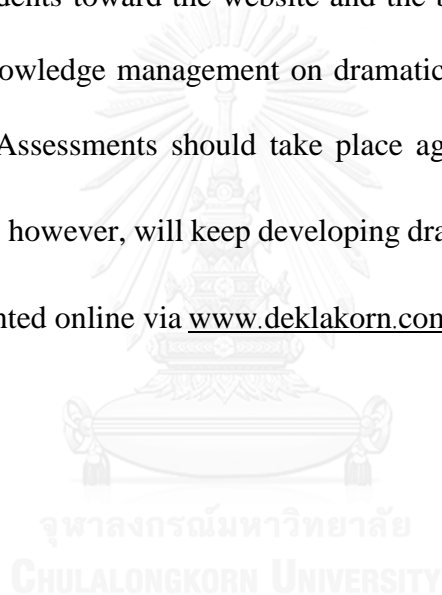 dents toward the website and the
owledge management on dramatic
Assessments should take place ag
however, will keep developing dra
nted online via www.deklakorn.com
จุฬาลงกรณ์มหาวิทยาลัย
CHULALONGKORN UNIVERSITY